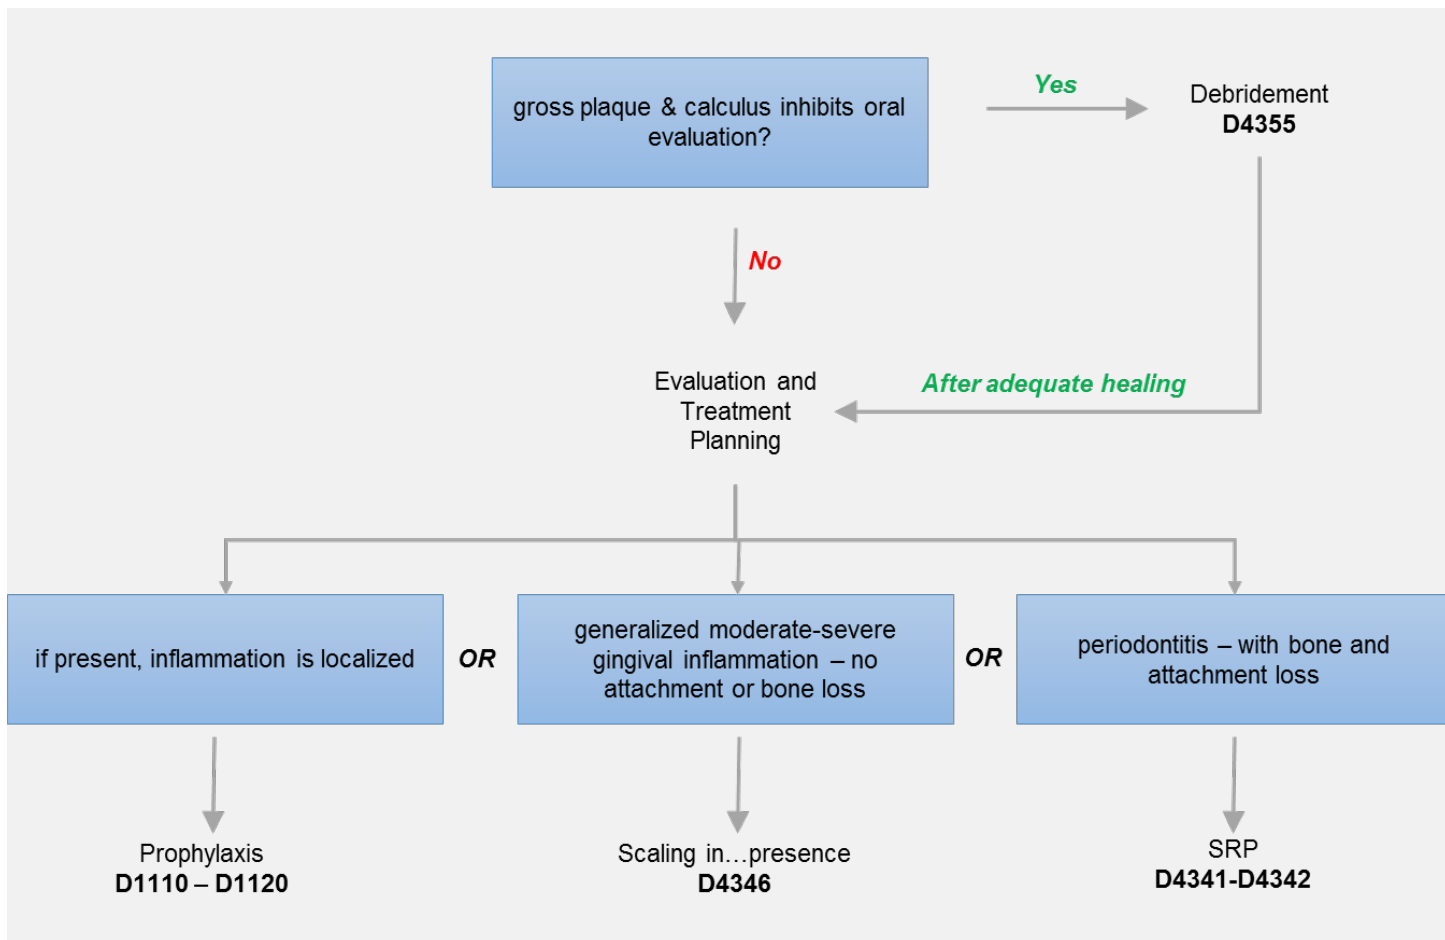 gross plaque & calculus inhibits oral
evaluation?
Yes
Debridement
D4355
No
Evaluation and
Treatment
Planning
After adequate healing
if present, inflammation is localized
OR
generalized moderate-severe
gingival inflammation – no
attachment or bone loss
OR
periodontitis – with bone and
attachment loss
Prophylaxis
D1110 – D1120
Scaling in…presence
D4346
SRP
D4341-D4342